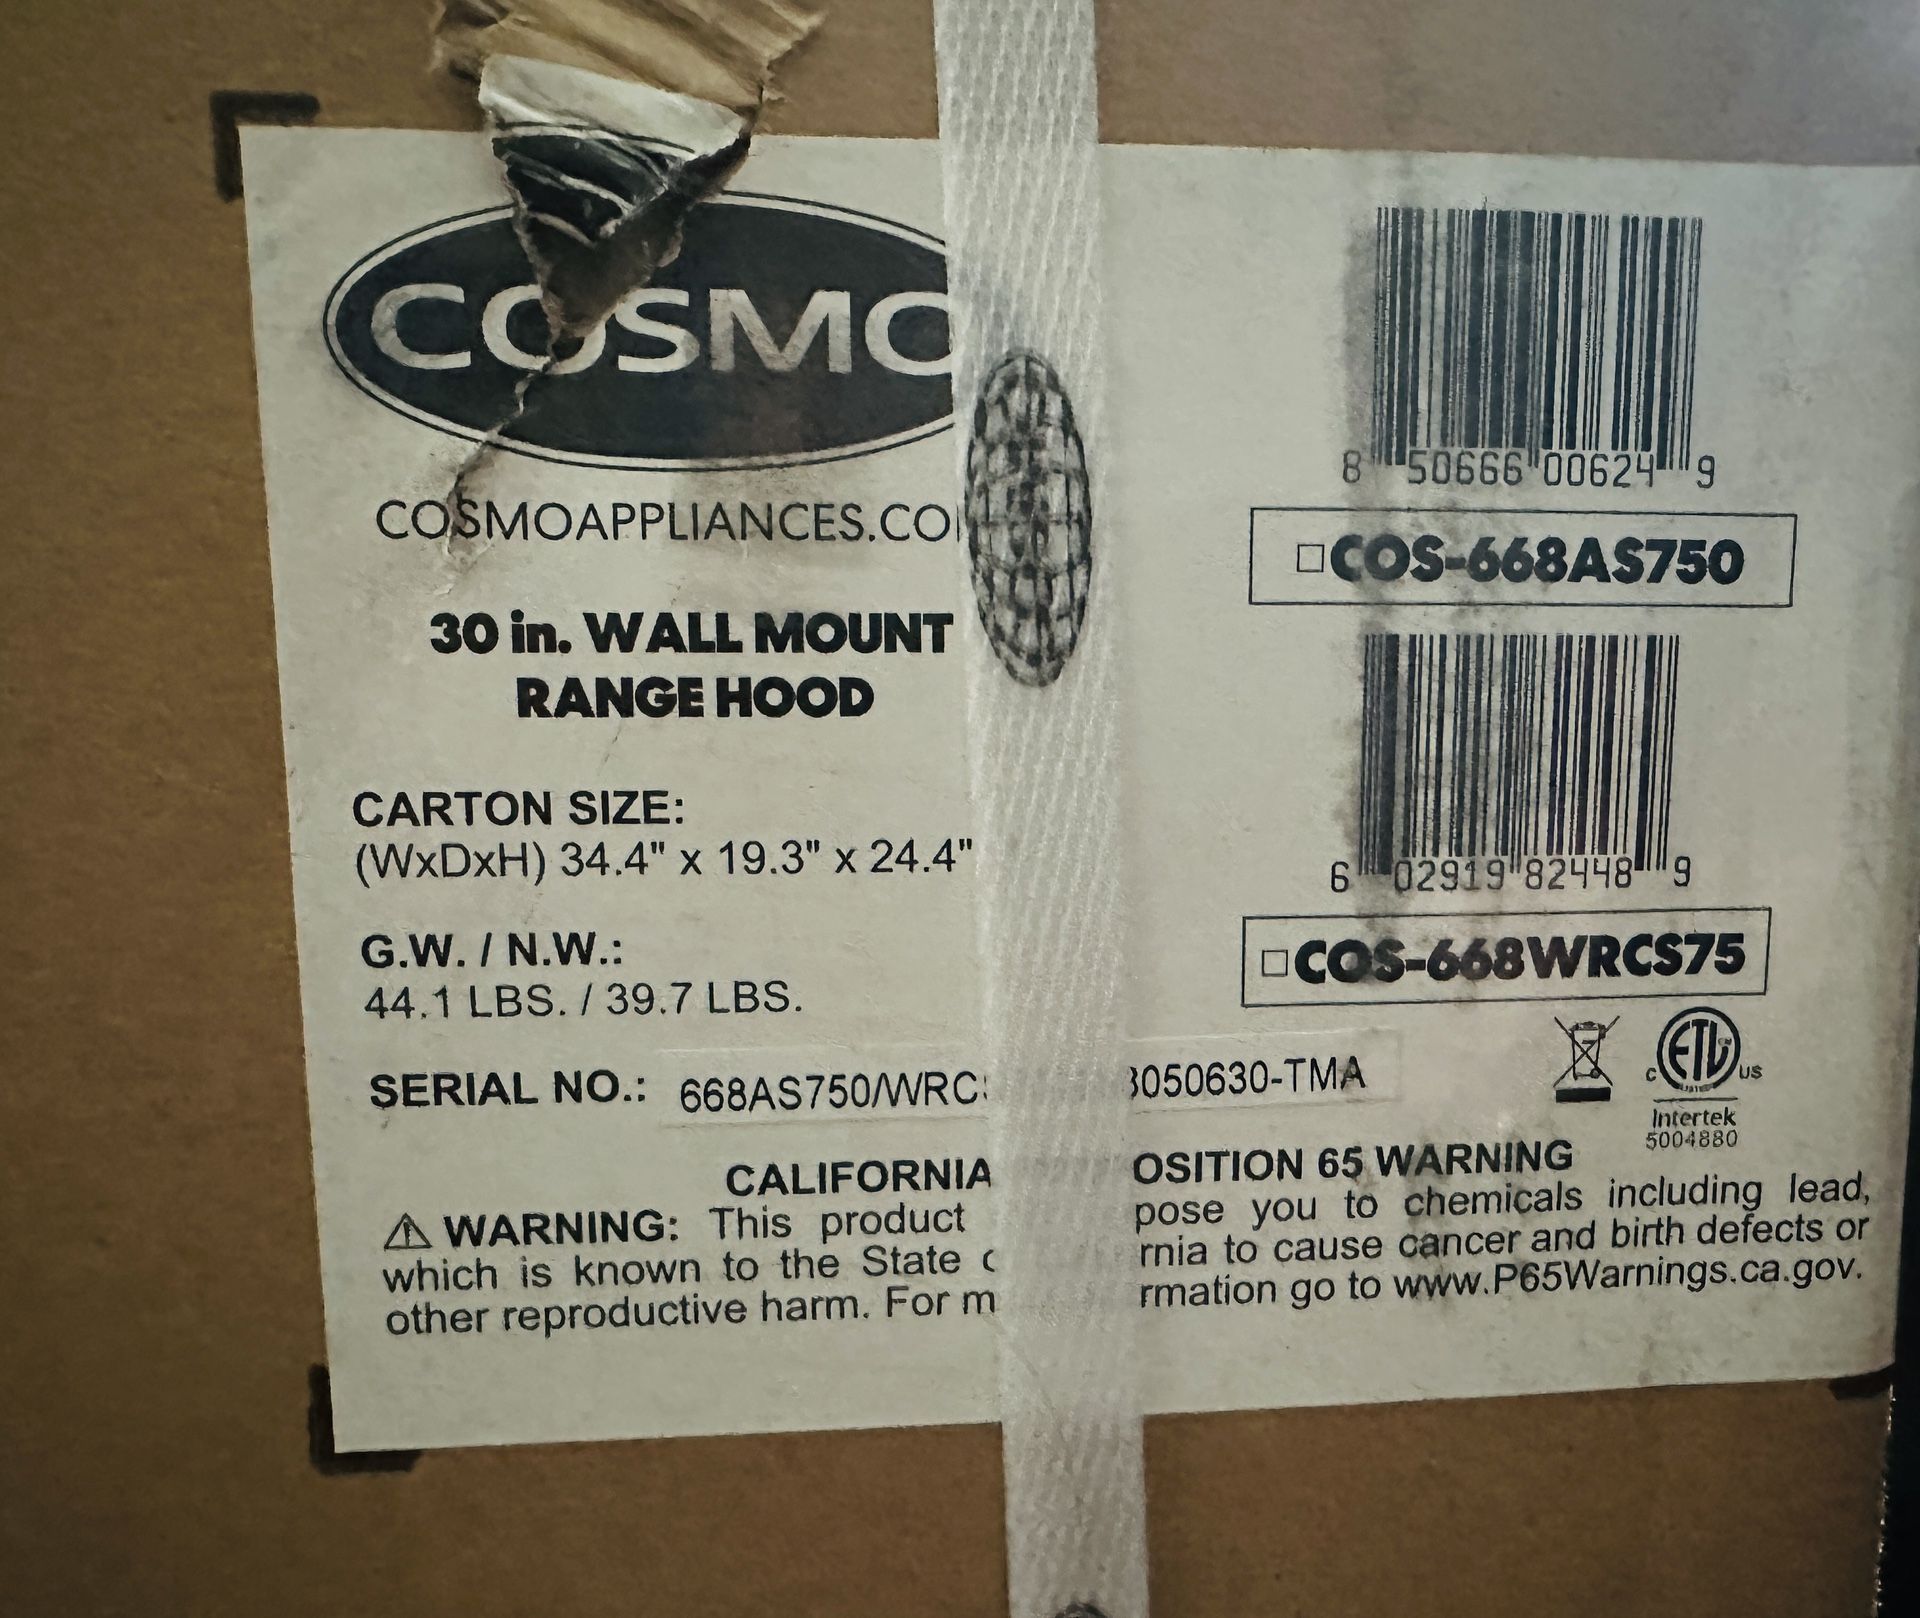 COSMO
COSMOAPPLIANCES.CO
30 in. WALL MOUNT
RANGE HOOD
CARTON SIZE:
(WxDxH) 34.4" x 19.3" x 24.4"
G.W. / N.W.:
44.1 LBS. / 39.7 LBS.
8 50666 00624 9
COS-668AS750
6 02919 82448 9
COS-668WRCS75
SERIAL NO.: 668AS750/WRC 3050630-TMA
ETL
LISTED
C US
Intertek
5004880
CALIFORNIA OSITION 65 WARNING
⚠ WARNING: This product pose you to chemicals including lead,
which is known to the State rnia to cause cancer and birth defects or
other reproductive harm. For m rmation go to www.P65Warnings.ca.gov.